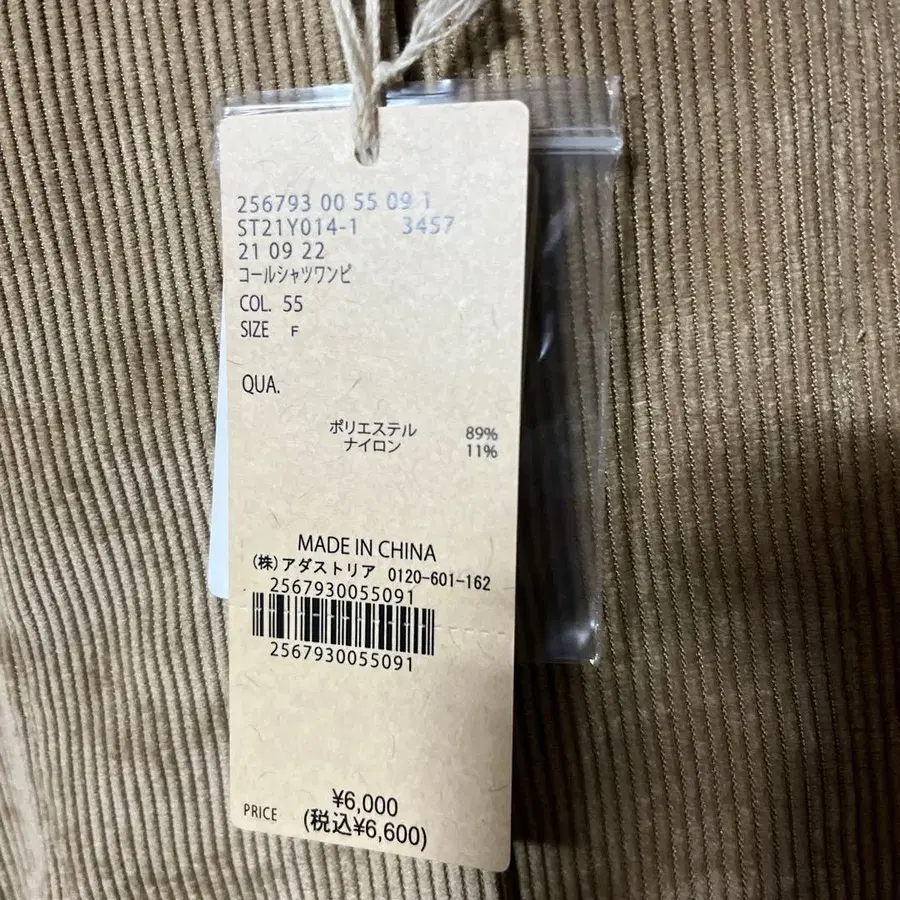 256793 00 55 09 1
ST21Y014-1 3457
21 09 22
コールシャツワンピ
COL. 55
SIZE F
QUA.
ポリエステル 89%
ナイロン 11%
MADE IN CHINA
(株)アダストリア 0120-601-162
2567930055091
2567930055091
¥6,000
PRICE (税込¥6,600)